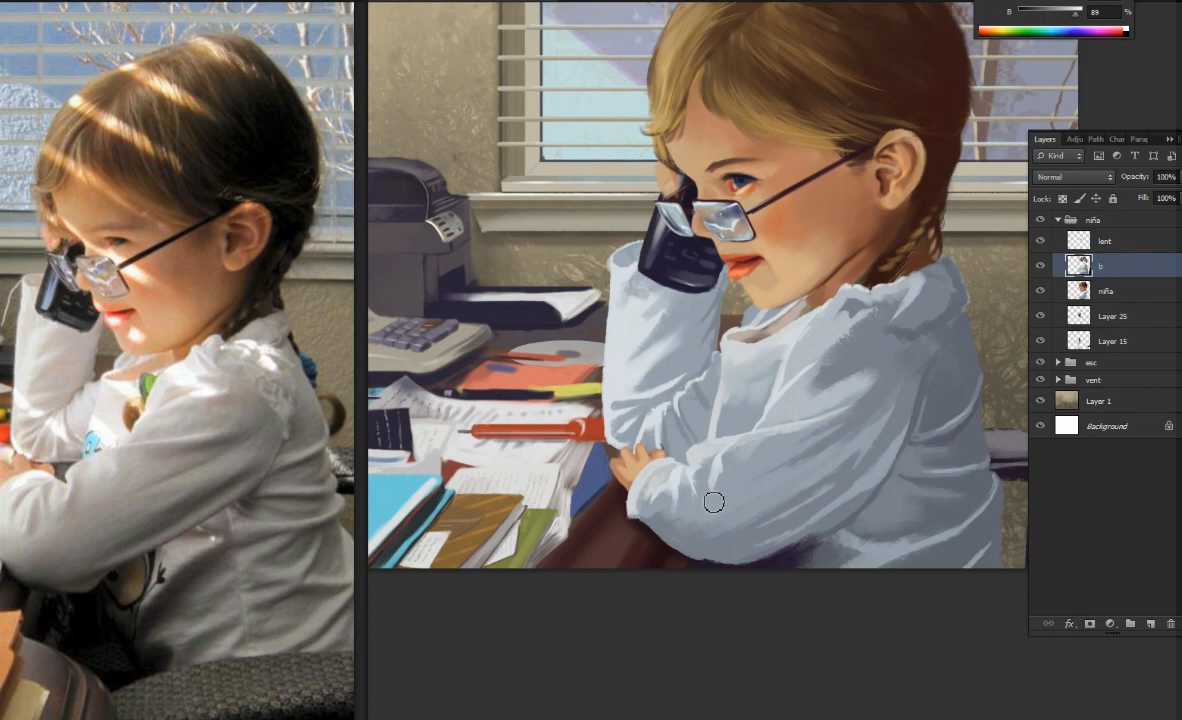 B 89 %
Layers Adju Path Char Parag
Kind
Normal Opacity: 100%
Lock: Fill: 100%
niña
lent
b
niña
Layer 25
Layer 15
esc
vent
Layer 1
Background
fx